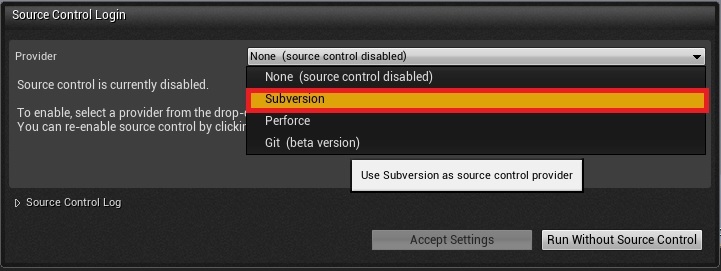 Source Control Login
Provider
None (source control disabled)
None (source control disabled)
Source control is currently disabled.
Subversion
To enable, select a provider from the drop-
Perforce
You can re-enable source control by clickin
Git (beta version)
Use Subversion as source control provider
Source Control Log
Accept Settings
Run Without Source Control